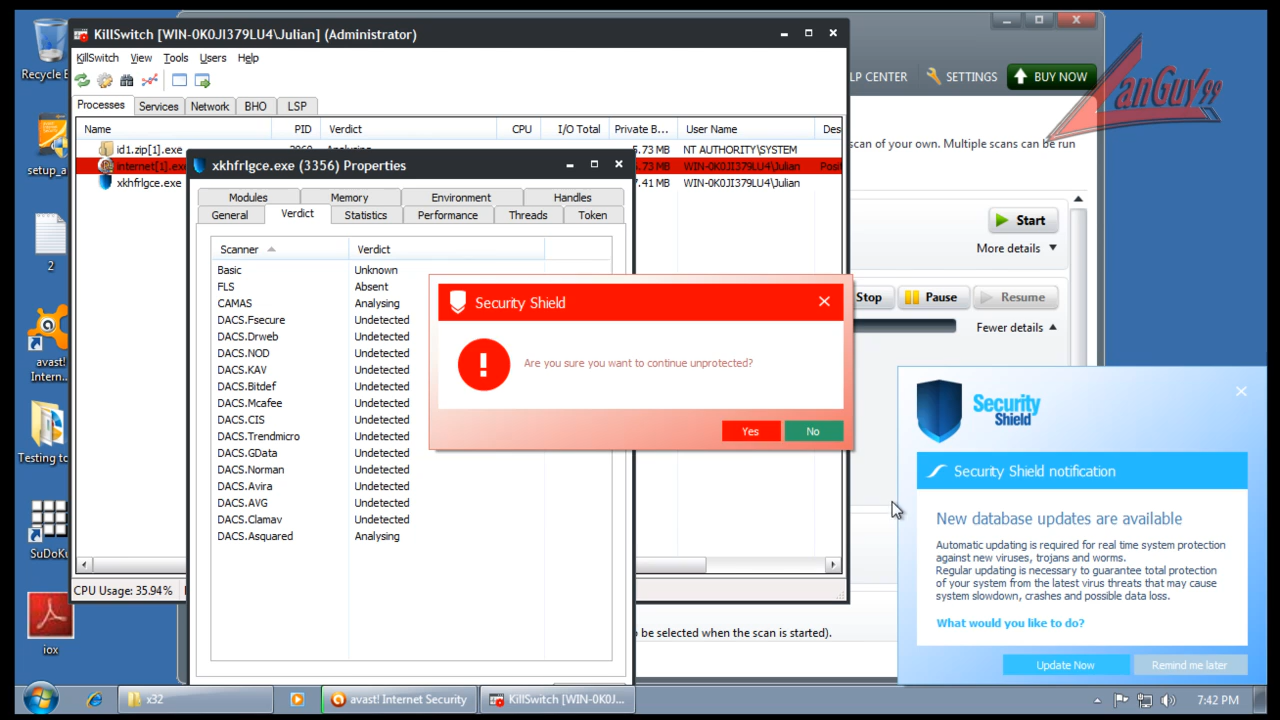 Recycle B
setup_a
2
avast!
Intern...
Testing to
SuDoKu
iox
KillSwitch [WIN-0K0JI379LU4\Julian] (Administrator)
KillSwitch View Tools Users Help
Processes Services Network BHO LSP
Name PID Verdict CPU I/O Total Private B... User Name Des
id1.zip[1].exe 5.73 MB NT AUTHORITY\SYSTEM
internet[1].ex 5.73 MB WIN-0K0JI379LU4\Julian Posi
xkhfrlgce.exe 7.41 MB WIN-0K0JI379LU4\Julian
CPU Usage: 35.94%
xkhfrlgce.exe (3356) Properties
Modules Memory Environment Handles
General Verdict Statistics Performance Threads Token
Scanner Verdict
Basic Unknown
FLS Absent
CAMAS Analysing
DACS.Fsecure Undetected
DACS.Drweb Undetected
DACS.NOD Undetected
DACS.KAV Undetected
DACS.Bitdef Undetected
DACS.Mcafee Undetected
DACS.CIS Undetected
DACS.Trendmicro Undetected
DACS.GData Undetected
DACS.Norman Undetected
DACS.Avira Undetected
DACS.AVG Undetected
DACS.Clamav Undetected
DACS.Asquared Analysing
Security Shield
Are you sure you want to continue unprotected?
Yes No
LP CENTER SETTINGS BUY NOW
anGuy99
scan of your own. Multiple scans can be run
Start
More details
Stop Pause Resume
Fewer details
o be selected when the scan is started).
Security
Shield
Security Shield notification
New database updates are available
Automatic updating is required for real time system protection
against new viruses, trojans and worms.
Regular updating is necessary to guarantee total protection
of your system from the latest virus threats that may cause
system slowdown, crashes and possible data loss.
What would you like to do?
Update Now Remind me later
x32 avast! Internet Security KillSwitch [WIN-0K0J... 7:42 PM